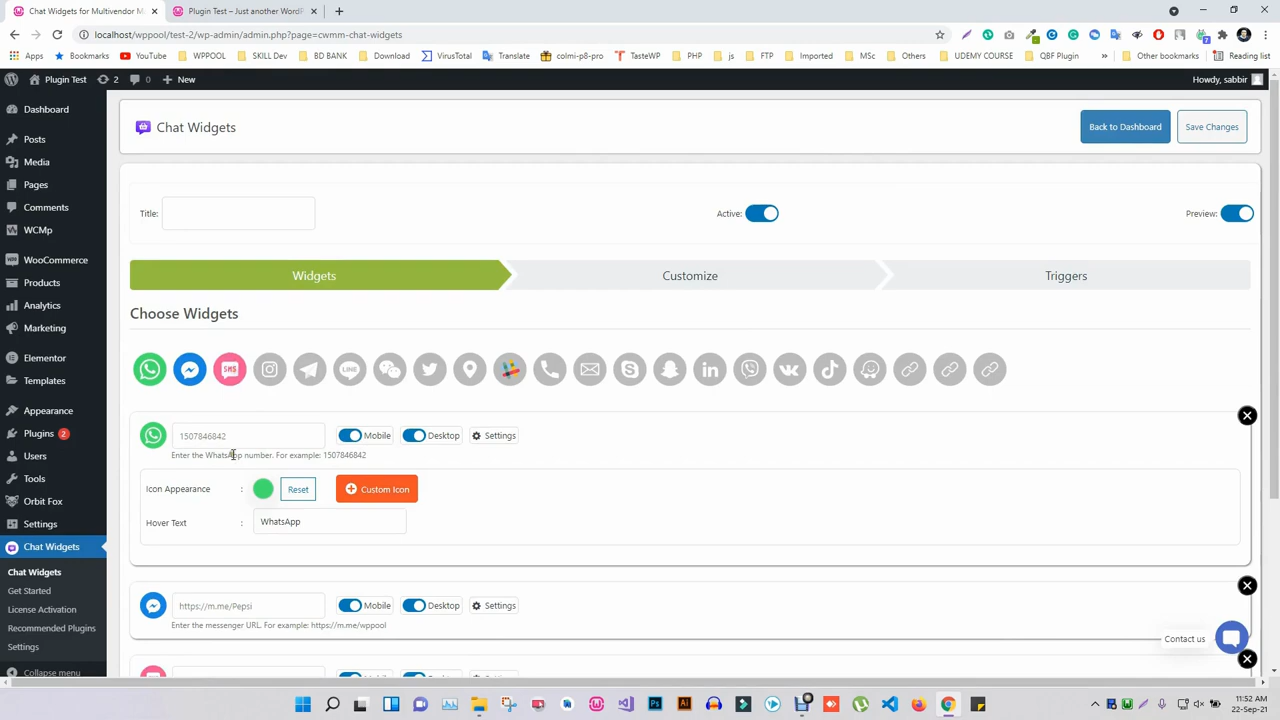 Chat Widgets for Multivendor M
Plugin Test – Just another WordP
localhost/wppool/test-2/wp-admin/admin.php?page=cwmm-chat-widgets
Apps Bookmarks YouTube WPPOOL SKILL Dev BD BANK Download VirusTotal Translate colmi-p8-pro TasteWP PHP js FTP Imported MSc Others UDEMY COURSE QBF Plugin » Other bookmarks Reading list
Plugin Test 2 0 New Howdy, sabbir
Dashboard
Posts
Media
Pages
Comments
WCMp
WooCommerce
Products
Analytics
Marketing
Elementor
Templates
Appearance
Plugins 2
Users
Tools
Orbit Fox
Settings
Chat Widgets
Chat Widgets
Get Started
License Activation
Recommended Plugins
Settings
Collapse menu
Chat Widgets
Back to Dashboard
Save Changes
Title:
Active:
Preview:
Widgets
Customize
Triggers
Choose Widgets
SMS
LINE
1507846842
Mobile
Desktop
Settings
Enter the WhatsApp number. For example: 1507846842
Icon Appearance :
Reset
Custom Icon
Hover Text : WhatsApp
https://m.me/Pepsi
Mobile
Desktop
Settings
Enter the messenger URL. For example: https://m.me/wppool
Contact us
11:52 AM
22-Sep-21